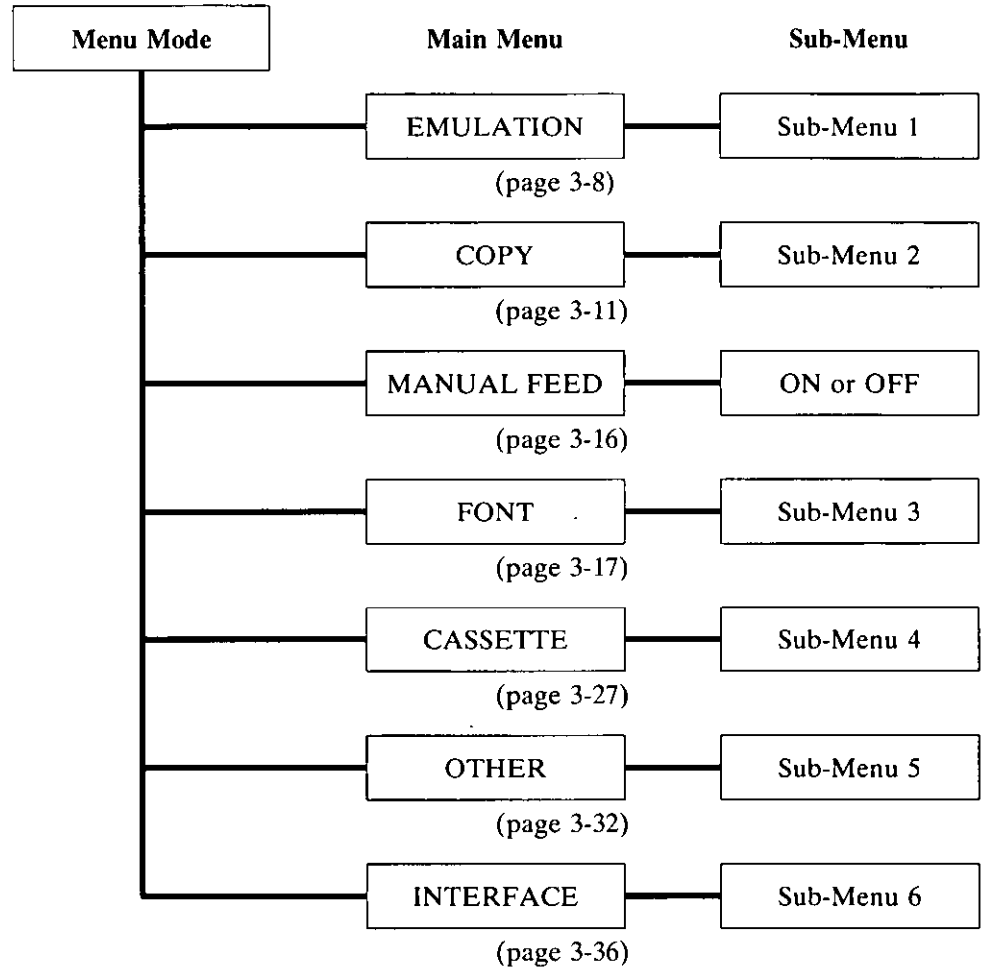 Menu Mode Main Menu Sub-Menu
EMULATION Sub-Menu 1
(page 3-8)
COPY Sub-Menu 2
(page 3-11)
MANUAL FEED ON or OFF
(page 3-16)
FONT Sub-Menu 3
(page 3-17)
CASSETTE Sub-Menu 4
(page 3-27)
OTHER Sub-Menu 5
(page 3-32)
INTERFACE Sub-Menu 6
(page 3-36)